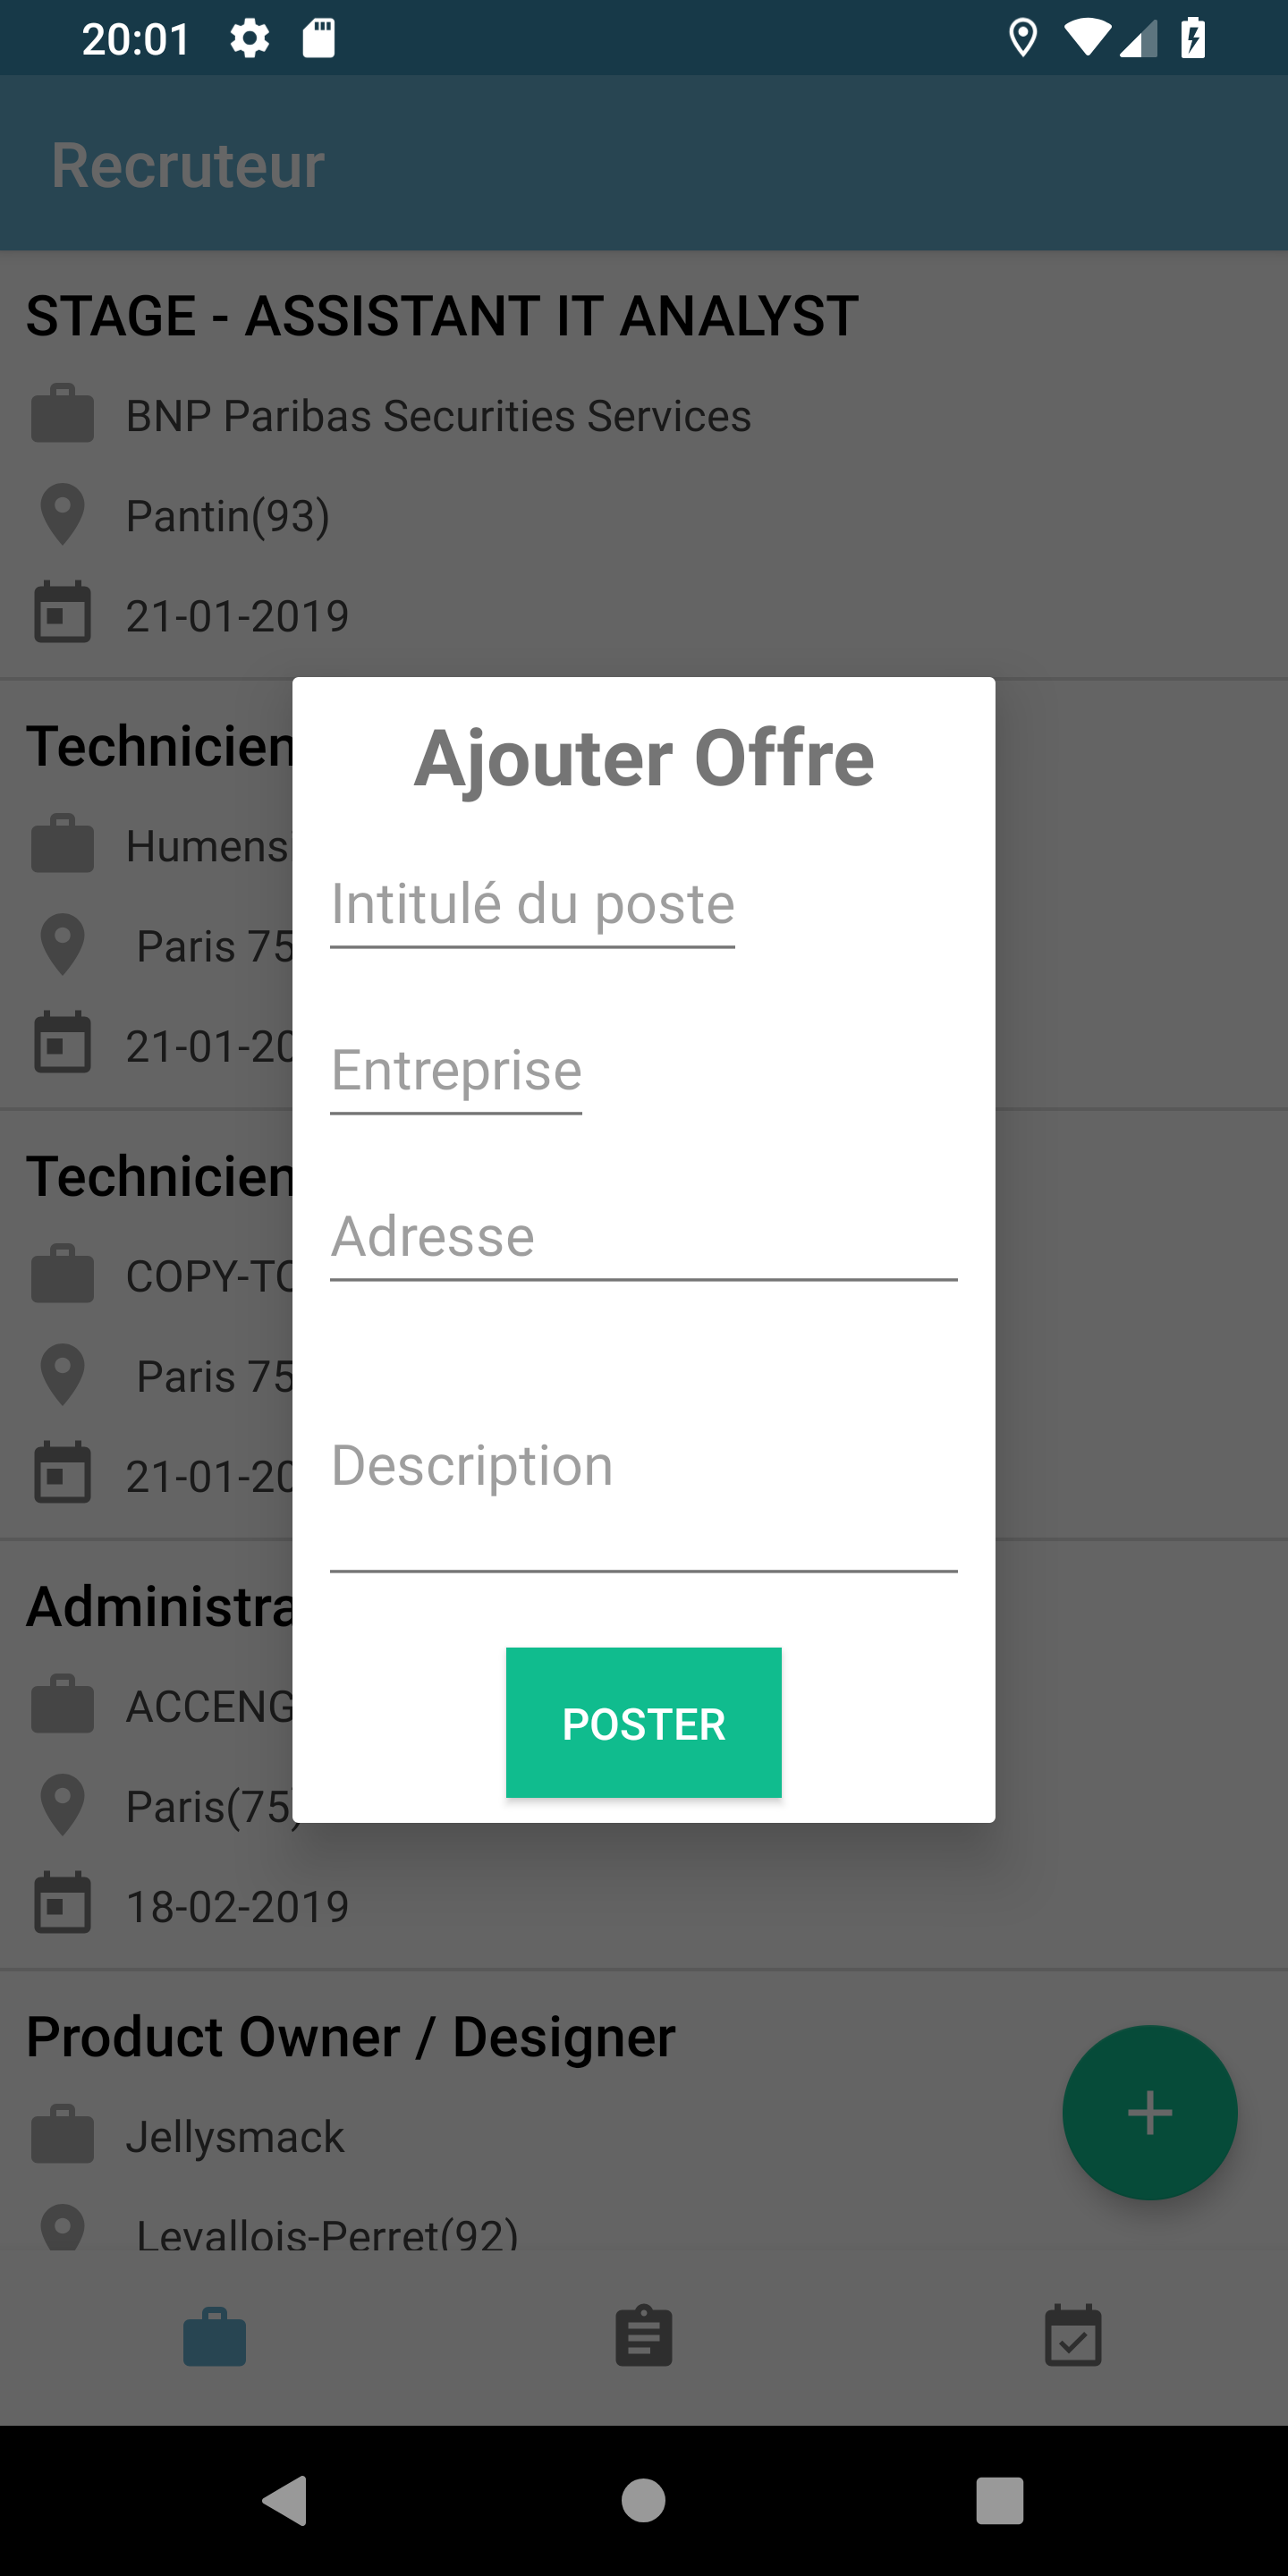 20:01
Recruteur
STAGE - ASSISTANT IT ANALYST
BNP Paribas Securities Services
Pantin(93)
21-01-2019
Technicien
Humens
Paris 75
21-01-20
Technicien
COPY-TO
Paris 75
21-01-20
Administra
ACCENG
Paris(75)
18-02-2019
Product Owner / Designer
Jellysmack
Levallois-Perret(92)
Ajouter Offre
Intitulé du poste
Entreprise
Adresse
Description
POSTER